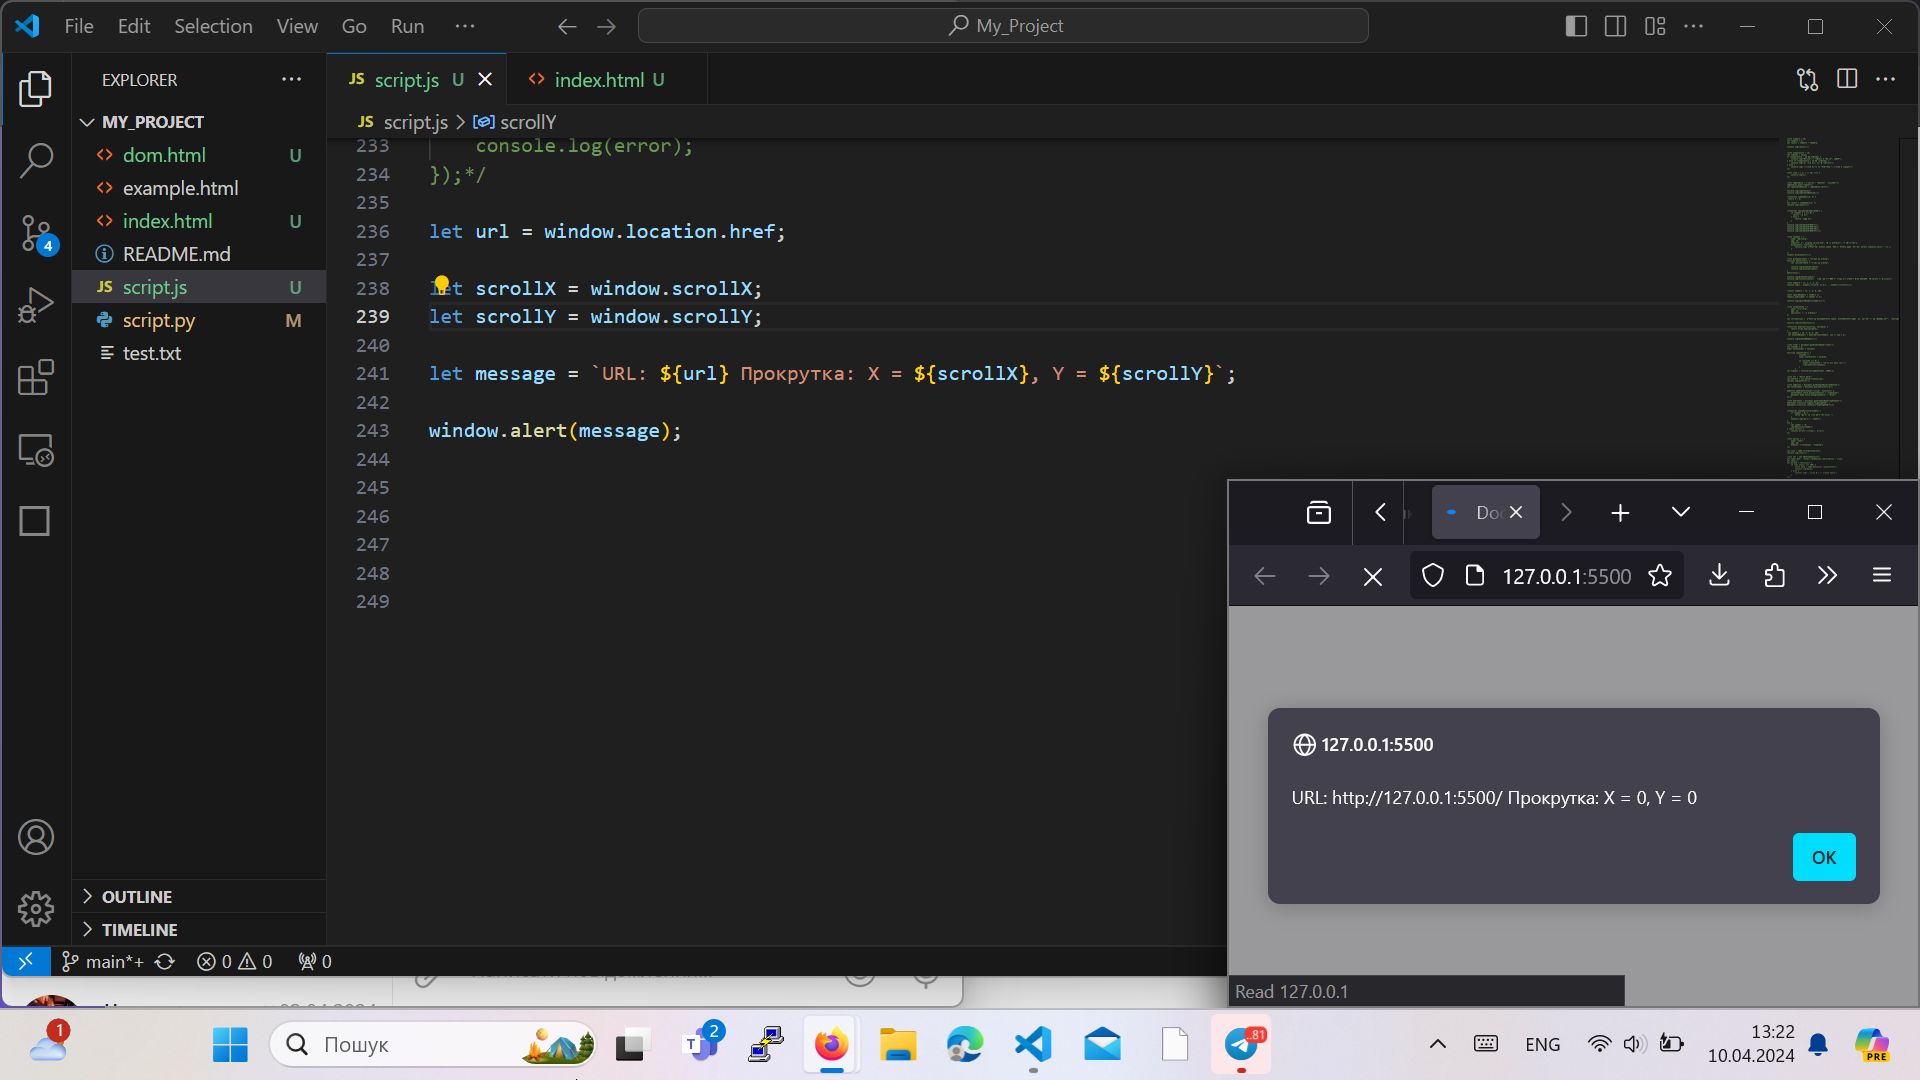 File Edit Selection View Go Run ···
My_Project
EXPLORER
MY_PROJECT
dom.html U
example.html
index.html U
README.md
JS script.js U
script.py M
test.txt
OUTLINE
TIMELINE
4
JS script.js U
index.html U
JS script.js > scrollY
233 console.log(error);
234 });*/
235
236 let url = window.location.href;
237
238 let scrollX = window.scrollX;
239 let scrollY = window.scrollY;
240
241 let message = `URL: ${url} Прокрутка: X = ${scrollX}, Y = ${scrollY}`;
242
243 window.alert(message);
244
245
246
247
248
249
127.0.0.1:5500
127.0.0.1:5500
URL: http://127.0.0.1:5500/ Прокрутка: X = 0, Y = 0
OK
Read 127.0.0.1
main*+ 0 0 0
1
Пошук
2
..81
ENG
13:22
10.04.2024
PRE